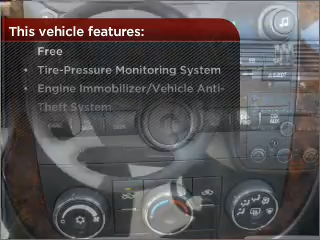 This vehicle features:
Free
• Tire-Pressure Monitoring System
• Engine Immobilizer/Vehicle Anti-
Theft System